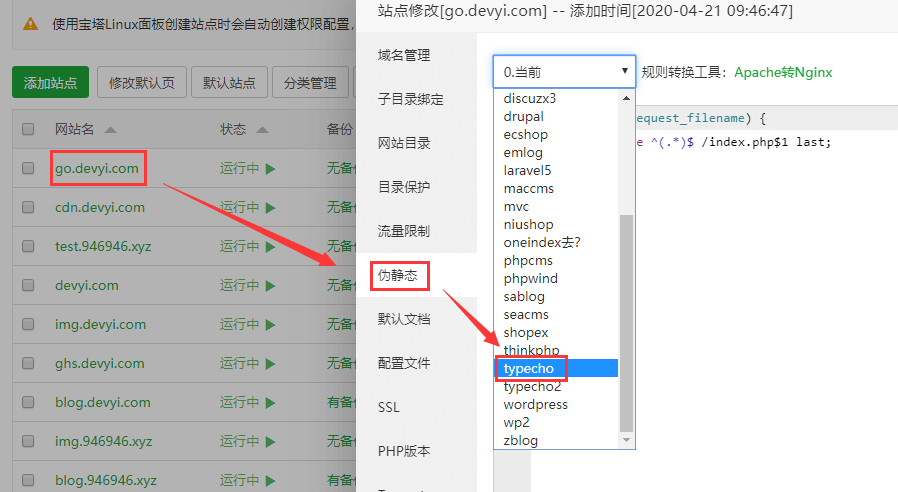 使用宝塔Linux面板创建站点时会自动创建权限配置,
添加站点
修改默认页
默认站点
分类管理
网站名
状态
备份
go.devyi.com
运行中
无备
cdn.devyi.com
运行中
无备
test.946946.xyz
运行中
无备
devyi.com
运行中
无备
img.devyi.com
运行中
无备
ghs.devyi.com
运行中
无备
blog.devyi.com
运行中
有备
img.946946.xyz
运行中
无备
blog.946946.xyz
运行中
有备
站点修改[go.devyi.com] -- 添加时间[2020-04-21 09:46:47]
域名管理
子目录绑定
网站目录
目录保护
流量限制
伪静态
默认文档
配置文件
SSL
PHP版本
0.当前
规则转换工具: Apache转Nginx
discuzx3
drupal
ecshop
emlog
laravel5
maccms
mvc
niushop
oneindex去?
phpcms
phpwind
sablog
seacms
shopex
thinkphp
typecho
typecho2
wordpress
wp2
zblog
equest_filename) {
e ^(.*)$ /index.php$1 last;